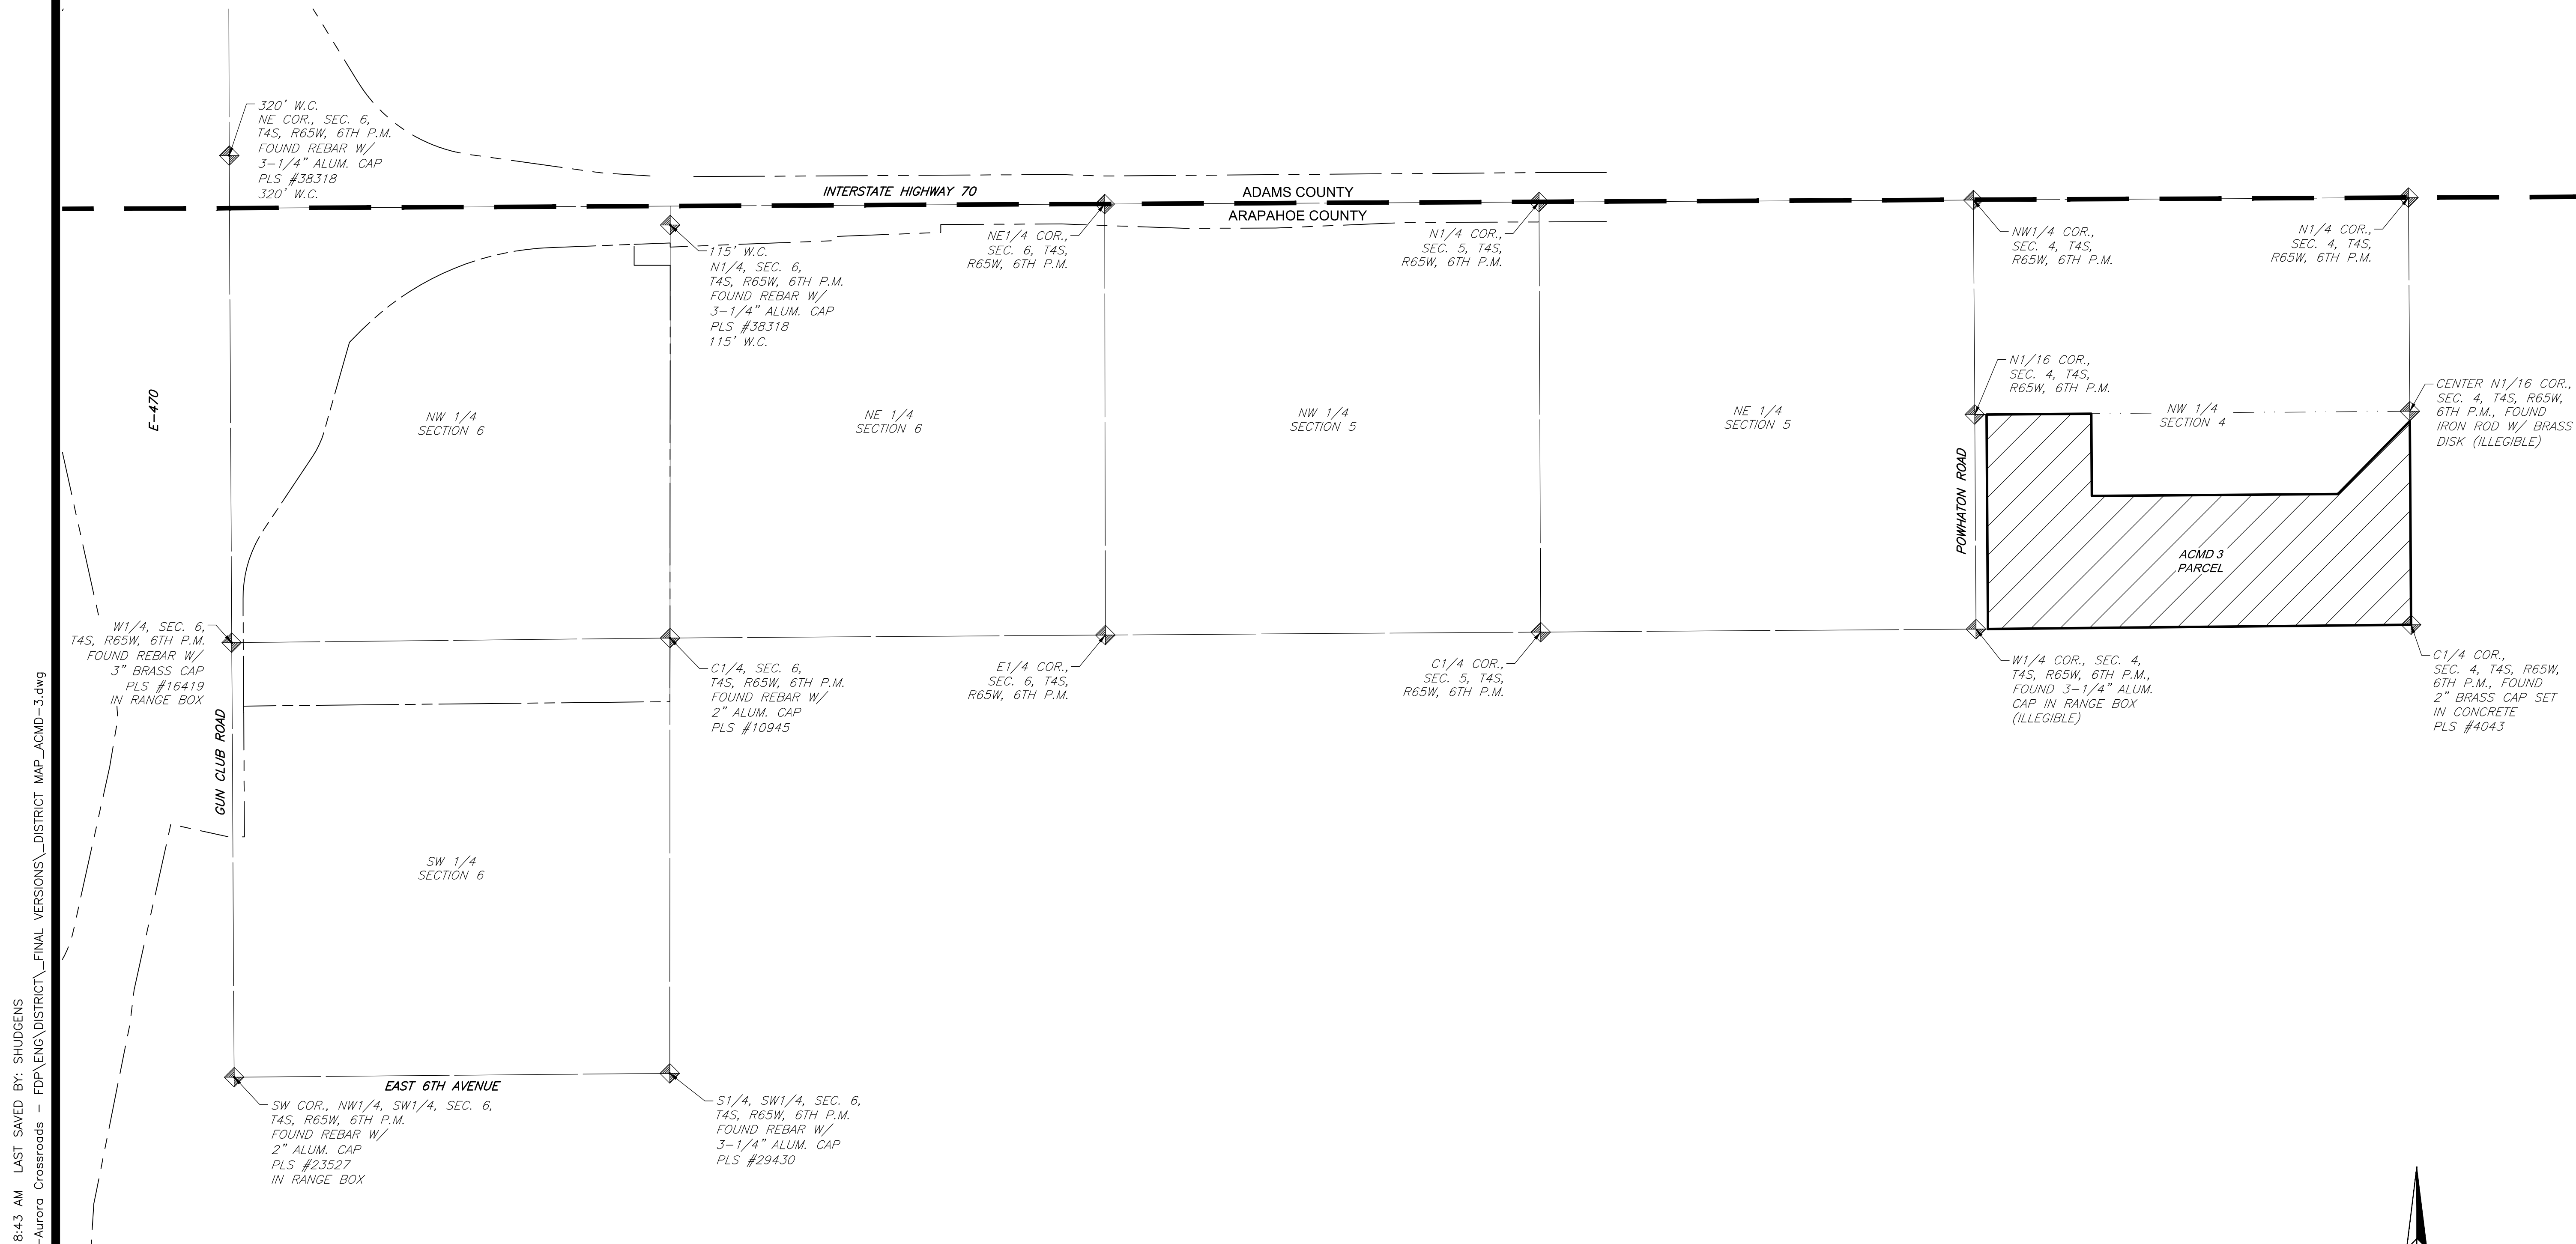 320' W.C.
NE COR., SEC. 6,
T4S, R65W, 6TH P.M.
FOUND REBAR W/
3-1/4" ALUM. CAP
PLS #38318
320' W.C.
INTERSTATE HIGHWAY 70
ADAMS COUNTY
ARAPAHOE COUNTY
115' W.C.
N1/4, SEC. 6,
T4S, R65W, 6TH P.M.
FOUND REBAR W/
3-1/4" ALUM. CAP
PLS #38318
115' W.C.
NE1/4 COR.,
SEC. 6, T4S,
R65W, 6TH P.M.
N1/4 COR.,
SEC. 5, T4S,
R65W, 6TH P.M.
NW1/4 COR.,
SEC. 4, T4S,
R65W, 6TH P.M.
N1/4 COR.,
SEC. 4, T4S,
R65W, 6TH P.M.
N1/16 COR.,
SEC. 4, T4S,
R65W, 6TH P.M.
CENTER N1/16 COR.,
SEC. 4, T4S, R65W,
6TH P.M., FOUND
IRON ROD W/ BRASS
DISK (ILLEGIBLE)
E-470
NW 1/4
SECTION 6
NE 1/4
SECTION 6
NW 1/4
SECTION 5
NE 1/4
SECTION 5
NW 1/4
SECTION 4
POWHATON ROAD
ACMD 3
PARCEL
W1/4, SEC. 6,
T4S, R65W, 6TH P.M.
FOUND REBAR W/
3" BRASS CAP
PLS #16419
IN RANGE BOX
C1/4, SEC. 6,
T4S, R65W, 6TH P.M.
FOUND REBAR W/
2" ALUM. CAP
PLS #10945
E1/4 COR.,
SEC. 6, T4S,
R65W, 6TH P.M.
C1/4 COR.,
SEC. 5, T4S,
R65W, 6TH P.M.
W1/4 COR., SEC. 4,
T4S, R65W, 6TH P.M.,
FOUND 3-1/4" ALUM.
CAP IN RANGE BOX
(ILLEGIBLE)
C1/4 COR.,
SEC. 4, T4S, R65W,
6TH P.M., FOUND
2" BRASS CAP SET
IN CONCRETE
PLS #4043
GUN CLUB ROAD
SW 1/4
SECTION 6
EAST 6TH AVENUE
SW COR., NW1/4, SW1/4, SEC. 6,
T4S, R65W, 6TH P.M.
FOUND REBAR W/
2" ALUM. CAP
PLS #23527
IN RANGE BOX
S1/4, SW1/4, SEC. 6,
T4S, R65W, 6TH P.M.
FOUND REBAR W/
3-1/4" ALUM. CAP
PLS #29430
8:43 AM LAST SAVED BY: SHUDGENS
-Aurora Crossroads - FDP\ENG\DISTRICT\_FINAL VERSIONS\_DISTRICT MAP_ACMD-3.dwg